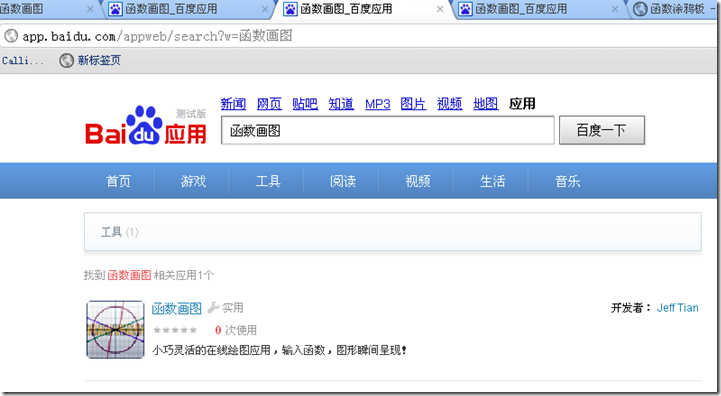 函数画图 函数画图_百度应用 函数画图_百度应用 函数画图_百度应用 函数涂鸦板 -
app.baidu.com/appweb/search?w=函数画图
Calli... 新标签页
新闻 网页 贴吧 知道 MP3 图片 视频 地图 应用
测试版
Baidu应用
函数画图 百度一下
首页 游戏 工具 阅读 视频 生活 音乐
工具 (1)
找到 函数画图 相关应用1个
函数画图 实用 开发者： Jeff Tian
0 次使用
小巧灵活的在线绘图应用，输入函数，图形瞬间呈现！